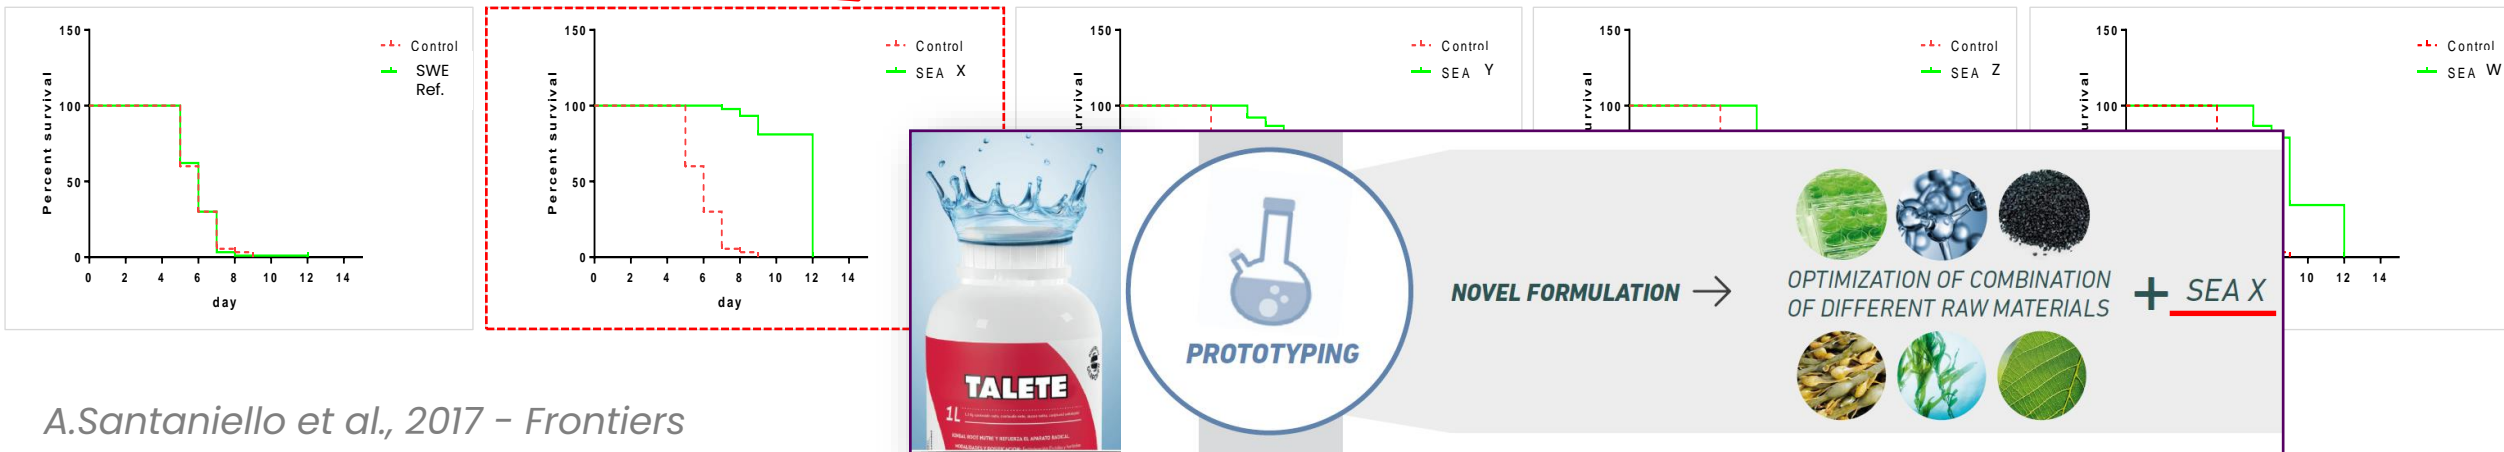 150
100
50
0
0 2 4 6 8 10 12 14
day
Percent survival
Control
SWE
Ref.
150
100
50
0
0 2 4 6 8 10 12 14
day
Percent survival
Control
SEA X
150
100
urvival
Control
SEA Y
150
100
urvival
Control
SEA Z
150
100
urvival
Control
SEA W
10 12 14
TALETE
1L
PROTOTYPING
NOVEL FORMULATION →
OPTIMIZATION OF COMBINATION
OF DIFFERENT RAW MATERIALS
+ SEA X
A.Santaniello et al., 2017 - Frontiers